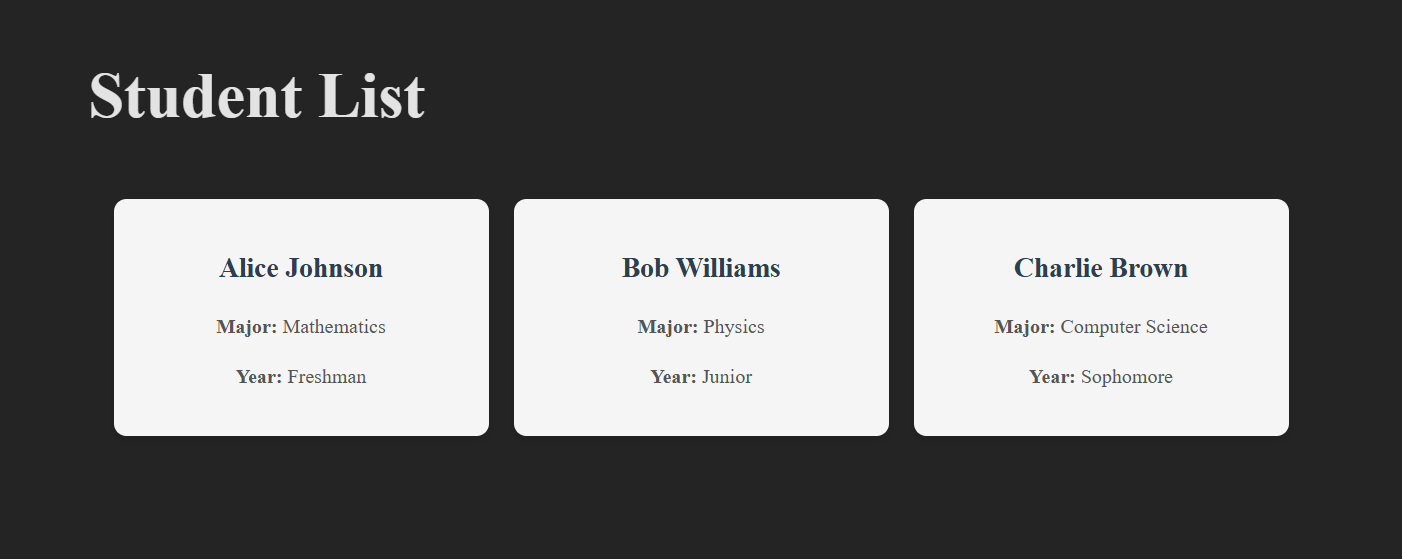 Student List
Alice Johnson
Major: Mathematics
Year: Freshman
Bob Williams
Major: Physics
Year: Junior
Charlie Brown
Major: Computer Science
Year: Sophomore